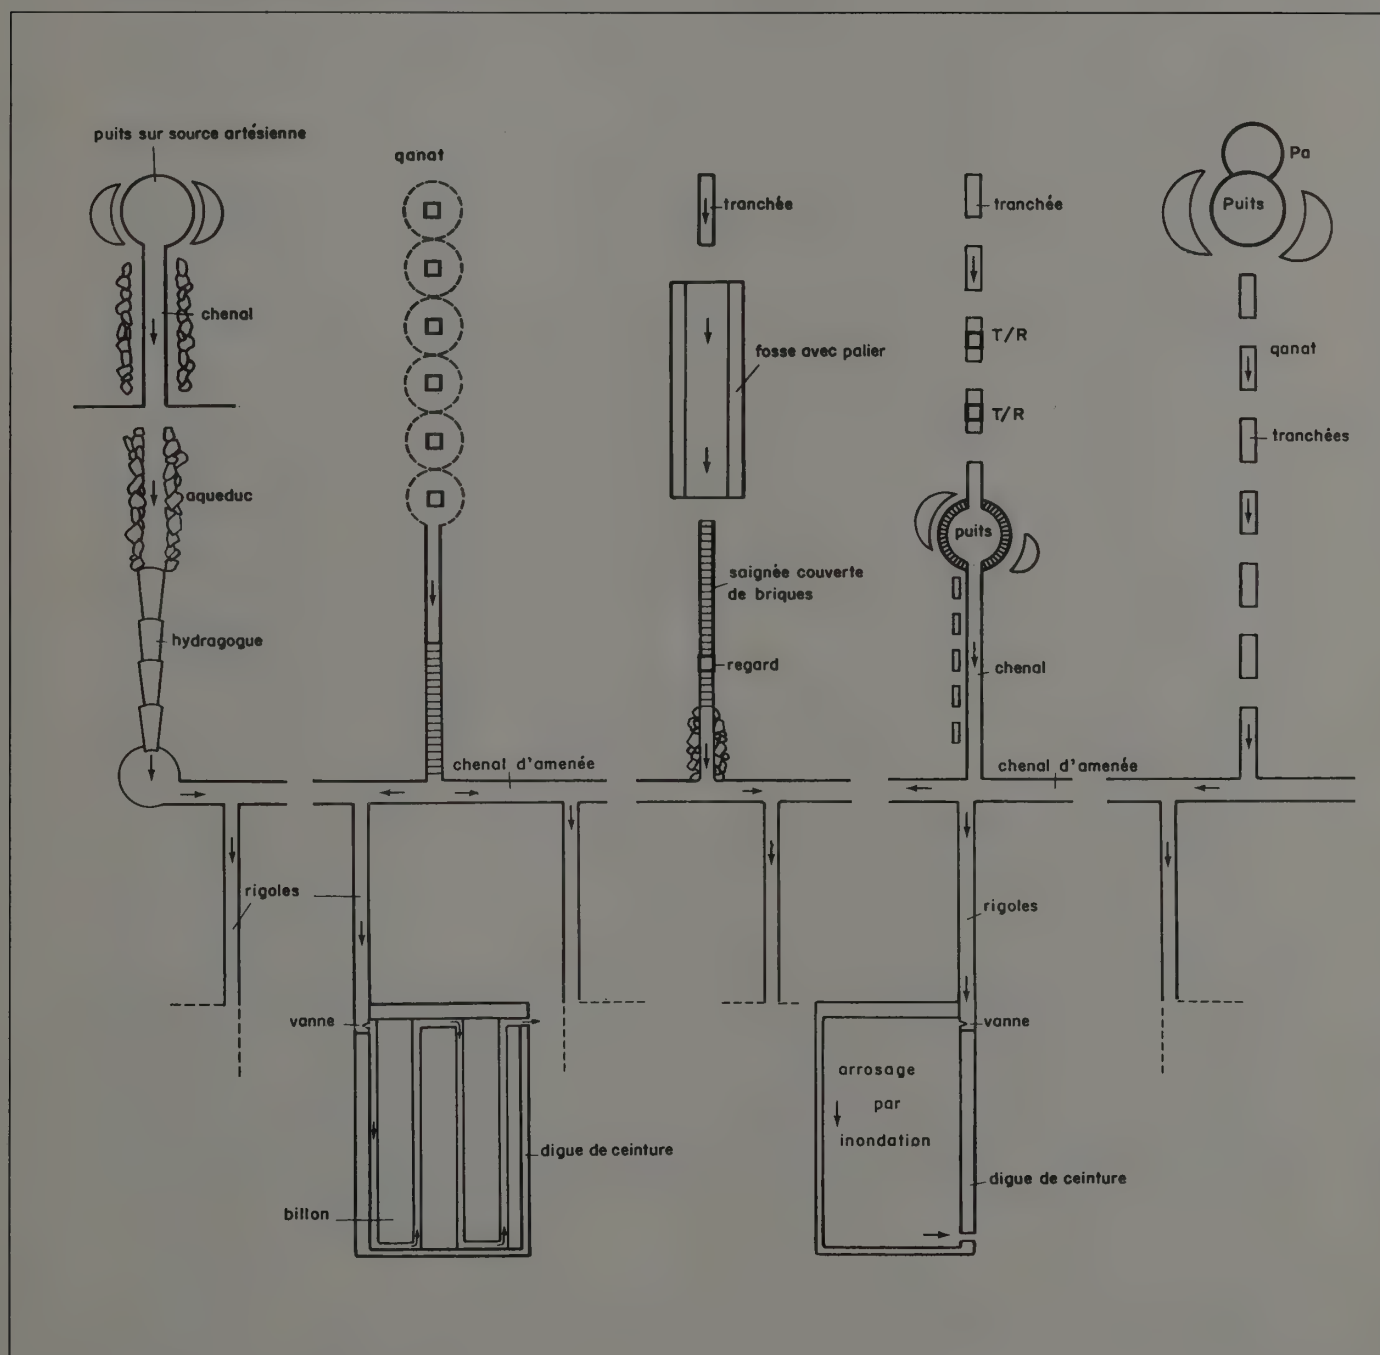 puits sur source artésienne
qanat
tranchée
tranchée
Pa
Puits
chenal
T/R
fosse avec palier
qanat
T/R
tranchées
aqueduc
puits
saignée couverte
de briques
hydragogue
regard
chenal
chenal d'amenée
chenal d'amenée
rigoles
rigoles
vanne
vanne
arrosage
par
inondation
digue de ceinture
digue de ceinture
billon